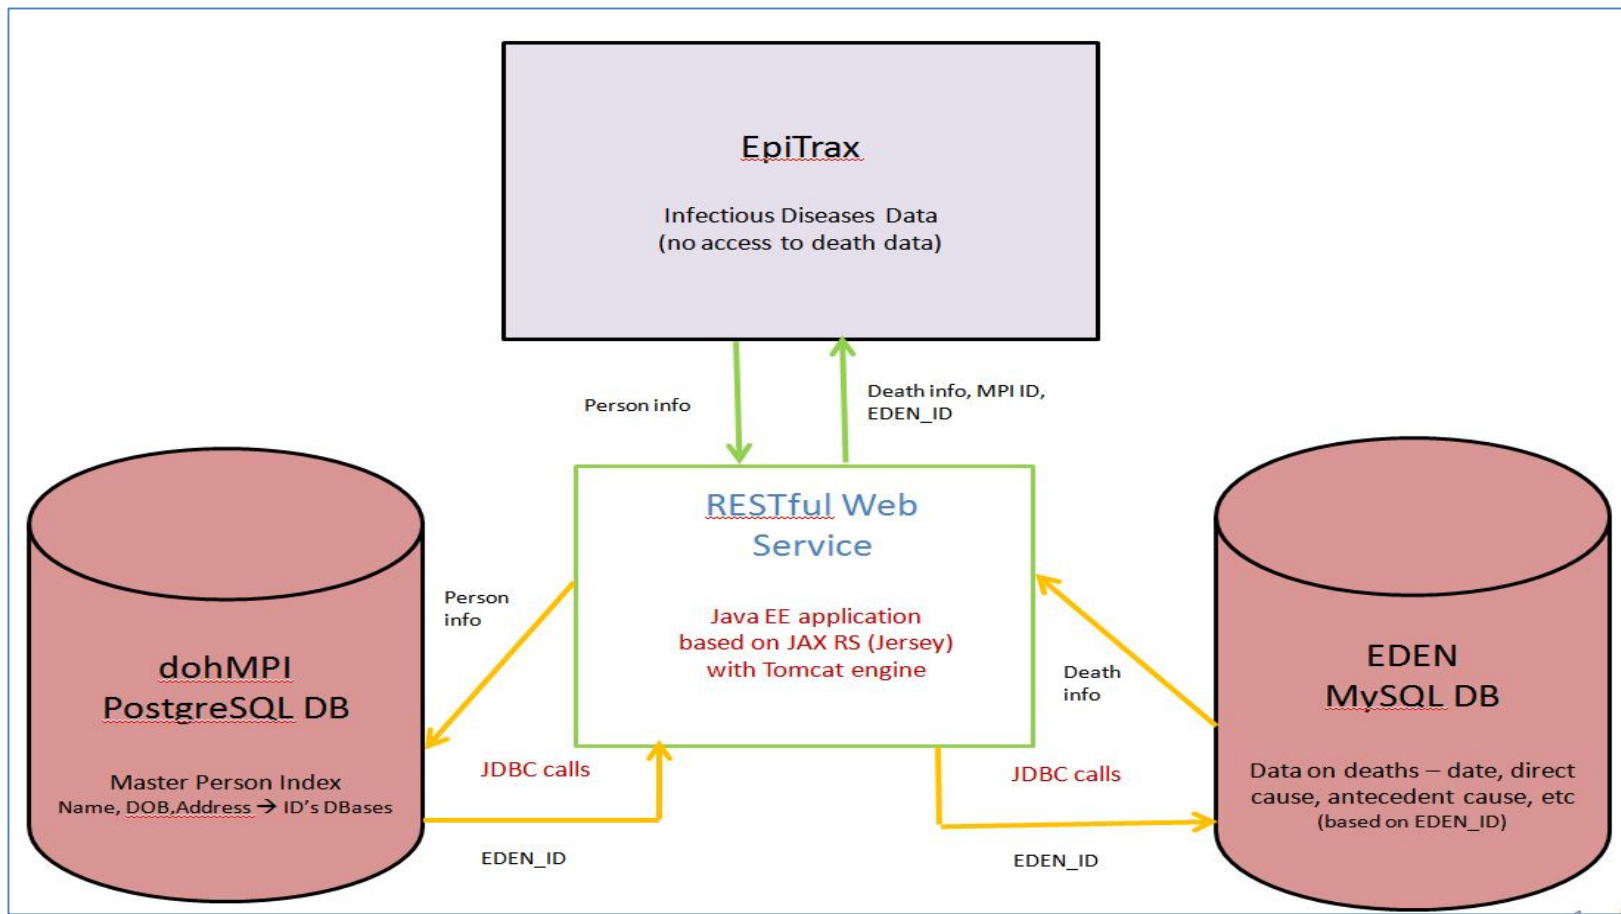 EpiTrax
Infectious Diseases Data
(no access to death data)
Person info
Death info, MPI ID,
EDEN_ID
RESTful Web
Service
Java EE application
based on JAX RS (Jersey)
with Tomcat engine
Person
info
dohMPI
PostgreSQL DB
Master Person Index
Name, DOB,Address → ID's DBases
JDBC calls
EDEN_ID
Death
info
JDBC calls
EDEN_ID
EDEN
MySQL DB
Data on deaths – date, direct
cause, antecedent cause, etc
(based on EDEN_ID)